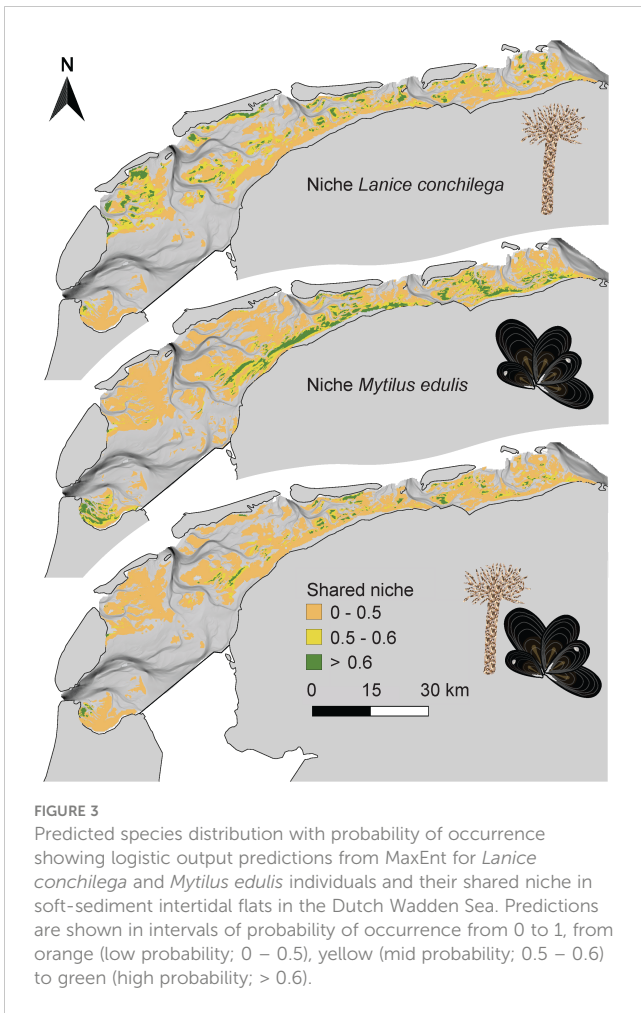 N
Niche Lanice conchilega
Niche Mytilus edulis
Shared niche
0 - 0.5
0.5 - 0.6
> 0.6
0 15 30 km
FIGURE 3
Predicted species distribution with probability of occurrence
showing logistic output predictions from MaxEnt for Lanice
conchilega and Mytilus edulis individuals and their shared niche in
soft-sediment intertidal flats in the Dutch Wadden Sea. Predictions
are shown in intervals of probability of occurrence from 0 to 1, from
orange (low probability; 0 – 0.5), yellow (mid probability; 0.5 – 0.6)
to green (high probability; > 0.6).